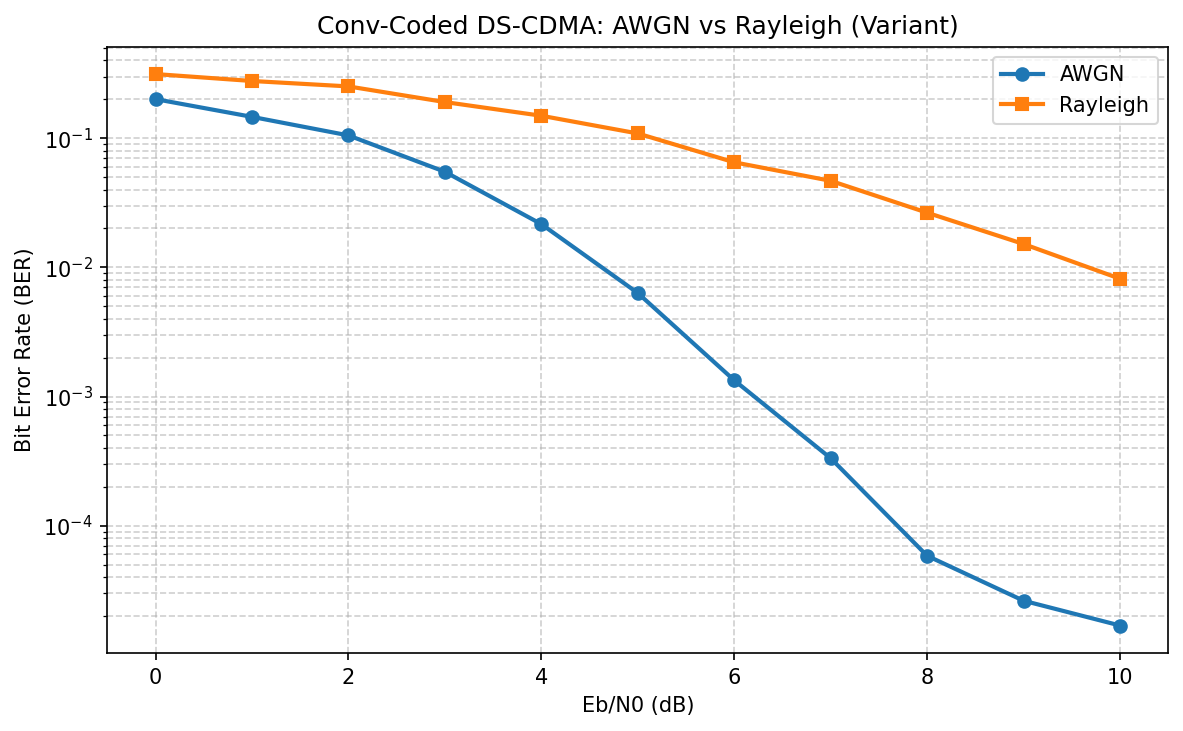 Conv-Coded DS-CDMA: AWGN vs Rayleigh (Variant)
AWGN
Rayleigh
10⁻¹
10⁻²
10⁻³
10⁻⁴
Bit Error Rate (BER)
0 2 4 6 8 10
Eb/N0 (dB)